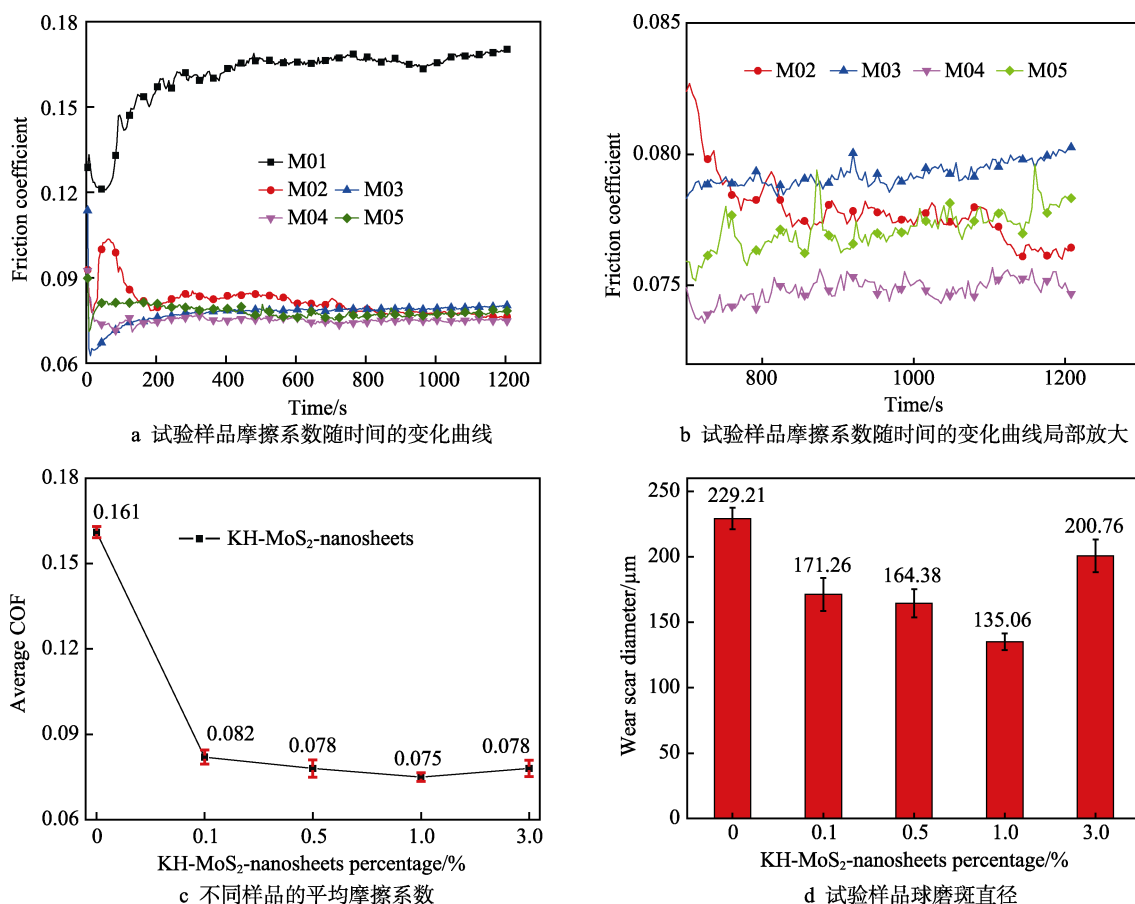 0.18
0.15
0.12
0.09
0.06
Friction coefficient
M01
M02 M03
M04 M05
0 200 400 600 800 1000 1200
Time/s
a 试验样品摩擦系数随时间的变化曲线
0.085
0.080
0.075
Friction coefficient
M02 M03 M04 M05
800 1000 1200
Time/s
b 试验样品摩擦系数随时间的变化曲线局部放大
0.18
0.15
0.12
0.09
0.06
Average COF
0.161
KH-MoS₂-nanosheets
0.082
0.078
0.075
0.078
0 0.1 0.5 1.0 3.0
KH-MoS₂-nanosheets percentage/%
c 不同样品的平均摩擦系数
250
200
150
100
50
0
Wear scar diameter/μm
229.21
171.26
164.38
135.06
200.76
0 0.1 0.5 1.0 3.0
KH-MoS₂-nanosheets percentage/%
d 试验样品球磨斑直径